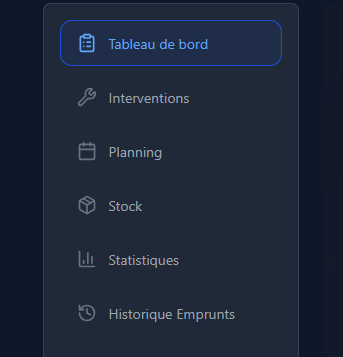 Tableau de bord
Interventions
Planning
Stock
Statistiques
Historique Emprunts